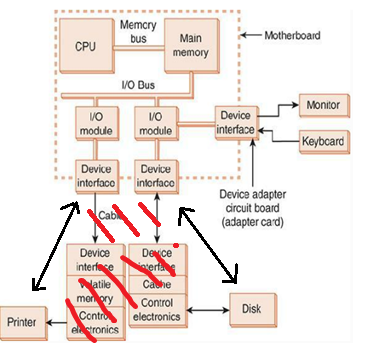 CPU
Memory
bus
Main
memory
Motherboard
I/O Bus
I/O
module
I/O
module
Device
interface
Monitor
Keyboard
Device
interface
Device
interface
Device adapter
circuit board
(adapter card)
Cable
Device
interface
Volatile
memory
Control
electronics
Device
interface
Cache
Control
electronics
Printer
Disk